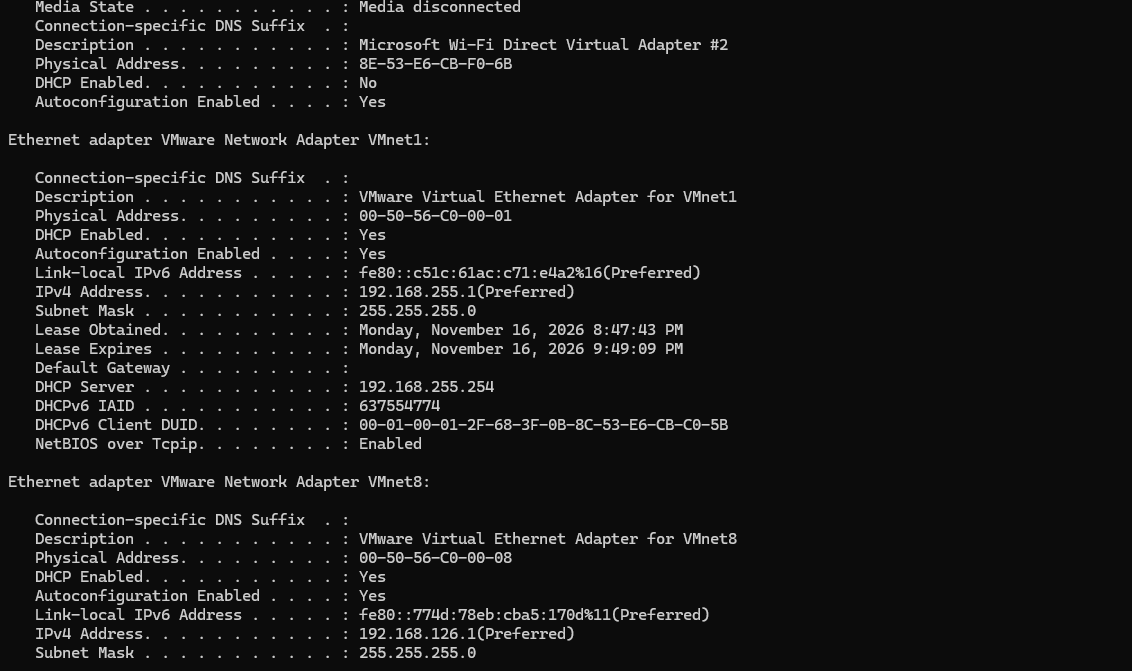 Media State . . . . . . . . . . . : Media disconnected
Connection-specific DNS Suffix  . :
Description . . . . . . . . . . . : Microsoft Wi-Fi Direct Virtual Adapter #2
Physical Address. . . . . . . . . : 8E-53-E6-CB-F0-6B
DHCP Enabled. . . . . . . . . . . : No
Autoconfiguration Enabled . . . . : Yes
Ethernet adapter VMware Network Adapter VMnet1:
Connection-specific DNS Suffix  . :
Description . . . . . . . . . . . : VMware Virtual Ethernet Adapter for VMnet1
Physical Address. . . . . . . . . : 00-50-56-C0-00-01
DHCP Enabled. . . . . . . . . . . : Yes
Autoconfiguration Enabled . . . . : Yes
Link-local IPv6 Address . . . . . : fe80::c51c:61ac:c71:e4a2%16(Preferred)
IPv4 Address. . . . . . . . . . . : 192.168.255.1(Preferred)
Subnet Mask . . . . . . . . . . . : 255.255.255.0
Lease Obtained. . . . . . . . . . : Monday, November 16, 2026 8:47:43 PM
Lease Expires . . . . . . . . . . : Monday, November 16, 2026 9:49:09 PM
Default Gateway . . . . . . . . . :
DHCP Server . . . . . . . . . . . : 192.168.255.254
DHCPv6 IAID . . . . . . . . . . . : 637554774
DHCPv6 Client DUID. . . . . . . . : 00-01-00-01-2F-68-3F-0B-8C-53-E6-CB-C0-5B
NetBIOS over Tcpip. . . . . . . . : Enabled
Ethernet adapter VMware Network Adapter VMnet8:
Connection-specific DNS Suffix  . :
Description . . . . . . . . . . . : VMware Virtual Ethernet Adapter for VMnet8
Physical Address. . . . . . . . . : 00-50-56-C0-00-08
DHCP Enabled. . . . . . . . . . . : Yes
Autoconfiguration Enabled . . . . : Yes
Link-local IPv6 Address . . . . . : fe80::774d:78eb:cba5:170d%11(Preferred)
IPv4 Address. . . . . . . . . . . : 192.168.126.1(Preferred)
Subnet Mask . . . . . . . . . . . : 255.255.255.0